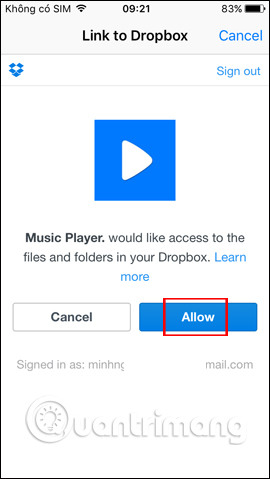 Không có SIM 09:21 83%
Link to Dropbox Cancel
Sign out
Music Player. would like access to the
files and folders in your Dropbox. Learn
more
Cancel Allow
Signed in as: minhng mail.com
Quantrimang